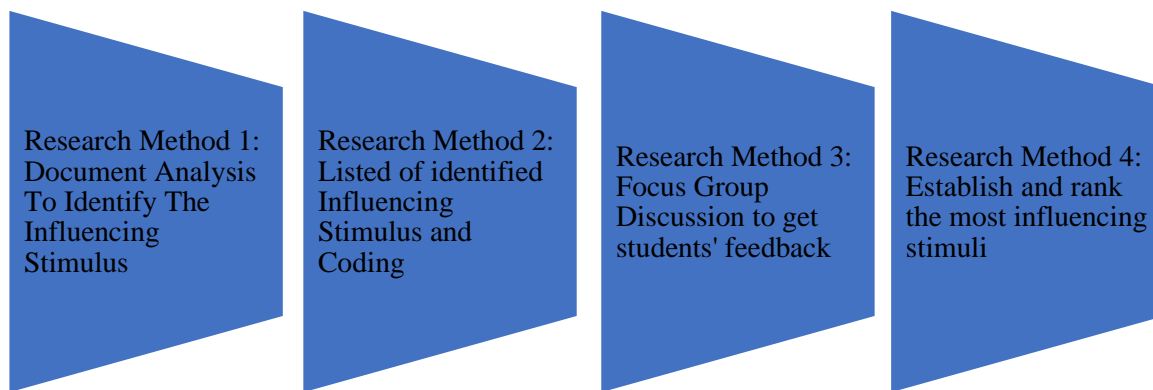 Research Method 1:
Document Analysis
To Identify The
Influencing
Stimulus
Research Method 2:
Listed of identified
Influencing
Stimulus and
Coding
Research Method 3:
Focus Group
Discussion to get
students' feedback
Research Method 4:
Establish and rank
the most influencing
stimuli